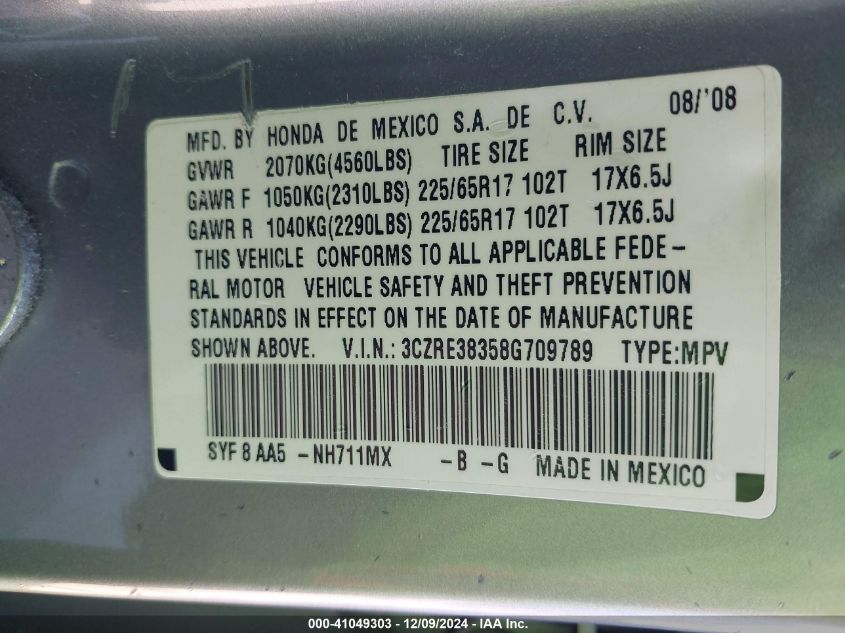 MFD. BY HONDA DE MEXICO S.A. DE C.V. 08/'08
GVWR 2070KG(4560LBS) TIRE SIZE RIM SIZE
GAWR F 1050KG(2310LBS) 225/65R17 102T 17X6.5J
GAWR R 1040KG(2290LBS) 225/65R17 102T 17X6.5J
THIS VEHICLE CONFORMS TO ALL APPLICABLE FEDE-
RAL MOTOR VEHICLE SAFETY AND THEFT PREVENTION
STANDARDS IN EFFECT ON THE DATE OF MANUFACTURE
SHOWN ABOVE. V.I.N.: 3CZRE38358G709789 TYPE:MPV
SYF 8 AA5 -NH711MX -B -G MADE IN MEXICO
000-41049303 - 12/09/2024 - IAA Inc.